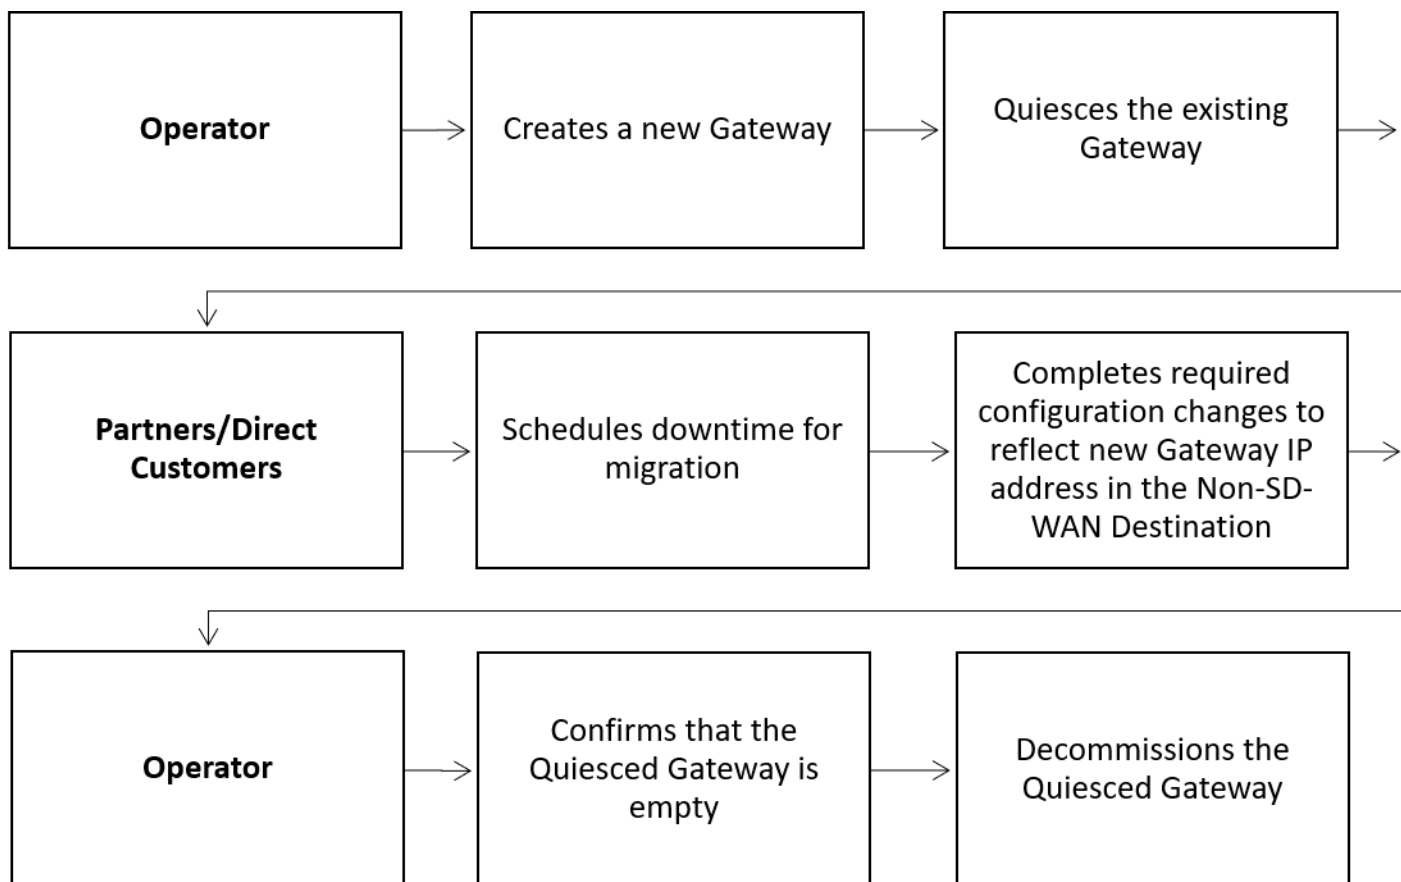 Operator
Creates a new Gateway
Quiesces the existing
Gateway
Partners/Direct
Customers
Schedules downtime for
migration
Completes required
configuration changes to
reflect new Gateway IP
address in the Non-SD-
WAN Destination
Operator
Confirms that the
Quiesced Gateway is
empty
Decommissions the
Quiesced Gateway